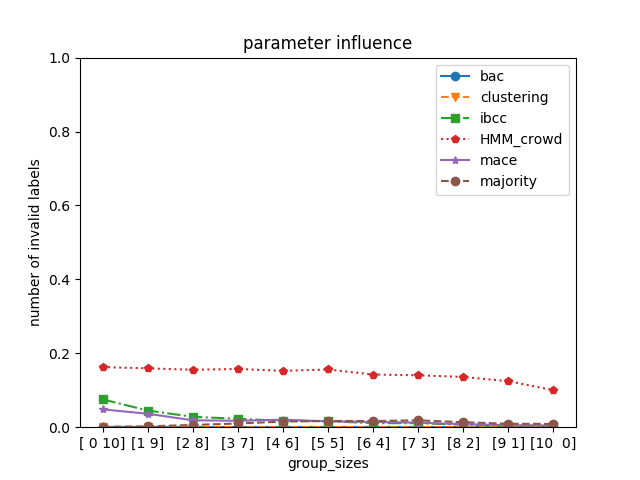 parameter influence
number of invalid labels
1.0
0.8
0.6
0.4
0.2
0.0
bac
clustering
ibcc
HMM_crowd
mace
majority
[ 0 10] [1 9] [2 8] [3 7] [4 6] [5 5] [6 4] [7 3] [8 2] [9 1] [10  0]
group_sizes